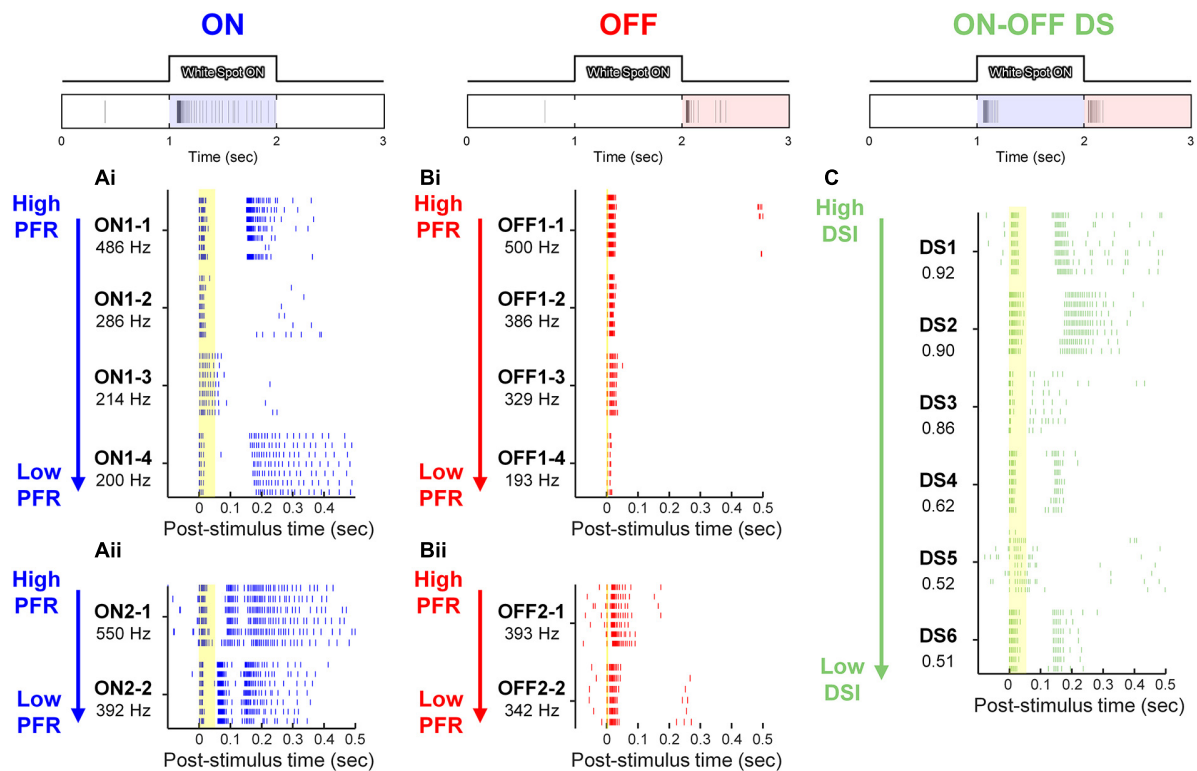 ON
OFF
ON-OFF DS
White Spot ON
White Spot ON
White Spot ON
0 1 2 3
0 1 2 3
0 1 2 3
Time (sec)
Time (sec)
Time (sec)
Ai
High
PFR
ON1-1
486 Hz
ON1-2
286 Hz
ON1-3
214 Hz
ON1-4
200 Hz
Low
PFR
0 0.1 0.2 0.3 0.4 0.5
Post-stimulus time (sec)
Aii
High
PFR
ON2-1
550 Hz
ON2-2
392 Hz
Low
PFR
0 0.1 0.2 0.3 0.4 0.5
Post-stimulus time (sec)
Bi
High
PFR
OFF1-1
500 Hz
OFF1-2
386 Hz
OFF1-3
329 Hz
OFF1-4
193 Hz
Low
PFR
0 0.1 0.2 0.3 0.4 0.5
Post-stimulus time (sec)
Bii
High
PFR
OFF2-1
393 Hz
OFF2-2
342 Hz
Low
PFR
0 0.1 0.2 0.3 0.4 0.5
Post-stimulus time (sec)
C
High
DSI
DS1
0.92
DS2
0.90
DS3
0.86
DS4
0.62
DS5
0.52
DS6
0.51
Low
DSI
0 0.1 0.2 0.3 0.4 0.5
Post-stimulus time (sec)